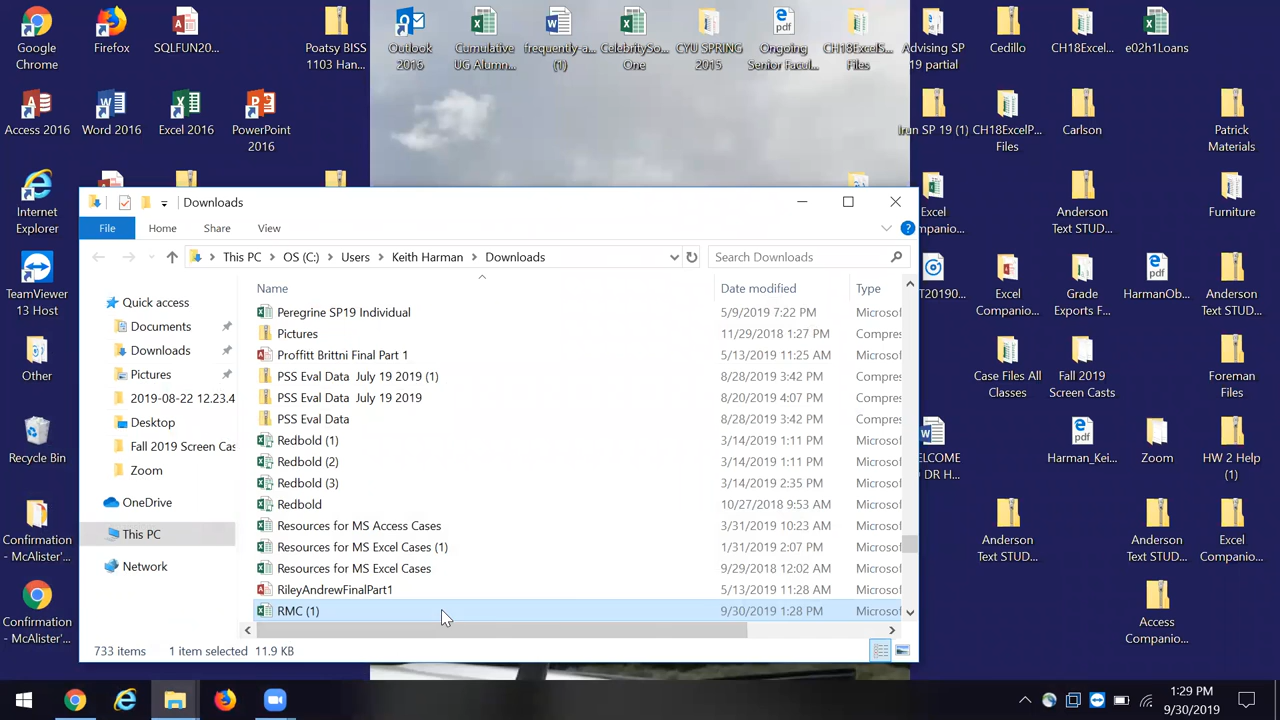 Google
Chrome
Firefox
SQLFUN20...
Poatsy BISS
1103 Han...
Outlook
2016
Cumulative
UG Alumn...
frequently-a...
(1)
CelebritySo...
One
CYU SPRING
2015
Ongoing
Senior Facul...
CH18ExcelS...
Files
Advising SP
19 partial
Cedillo
CH18Excel...
e02h1Loans
Access 2016
Word 2016
Excel 2016
PowerPoint
2016
Irun SP 19 (1)
CH18ExcelP...
Files
Carlson
Patrick
Materials
Internet
Explorer
Excel
mpanio...
Anderson
Text STUD...
Furniture
TeamViewer
13 Host
T20190...
Excel
Companio...
Grade
Exports F...
HarmanOb...
Anderson
Text STUD...
Other
Case Files All
Classes
Fall 2019
Screen Casts
Foreman
Files
Recycle Bin
ELCOME
DR H...
Harman_Kei...
Zoom
HW 2 Help
(1)
Confirmation
- McAlister'...
Anderson
Text STUD...
Anderson
Text STUD...
Excel
Companio...
Confirmation
- McAlister'...
Access
Companio...
Downloads
File
Home
Share
View
This PC
OS (C:)
Users
Keith Harman
Downloads
Search Downloads
Quick access
Documents
Downloads
Pictures
2019-08-22 12.23.4
Desktop
Fall 2019 Screen Cas
Zoom
OneDrive
This PC
Network
Name Date modified Type
Peregrine SP19 Individual 5/9/2019 7:22 PM Microsof
Pictures 11/29/2018 1:27 PM Compres
Proffitt Brittni Final Part 1 5/13/2019 11:25 AM Microsof
PSS Eval Data July 19 2019 (1) 8/28/2019 3:42 PM Compres
PSS Eval Data July 19 2019 8/20/2019 4:07 PM Compres
PSS Eval Data 8/28/2019 3:42 PM Compres
Redbold (1) 3/14/2019 1:11 PM Microsof
Redbold (2) 3/14/2019 1:11 PM Microsof
Redbold (3) 3/14/2019 2:35 PM Microsof
Redbold 10/27/2018 9:53 AM Microsof
Resources for MS Access Cases 3/31/2019 10:23 AM Microsof
Resources for MS Excel Cases (1) 1/31/2019 2:07 PM Microsof
Resources for MS Excel Cases 9/29/2018 12:02 AM Microsof
RileyAndrewFinalPart1 5/13/2019 11:28 AM Microsof
RMC (1) 9/30/2019 1:28 PM Microsof
733 items 1 item selected 11.9 KB
1:29 PM
9/30/2019